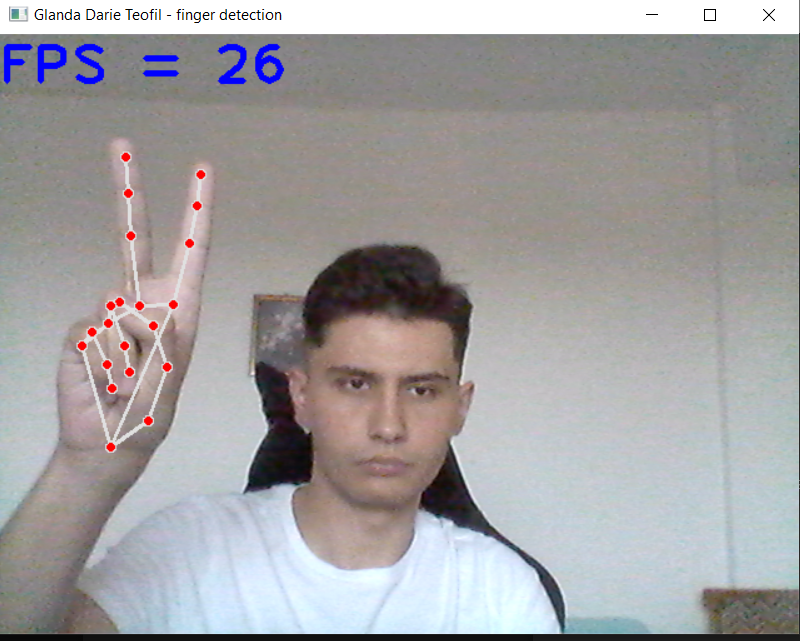 Glanda Darie Teofil - finger detection
FPS = 26